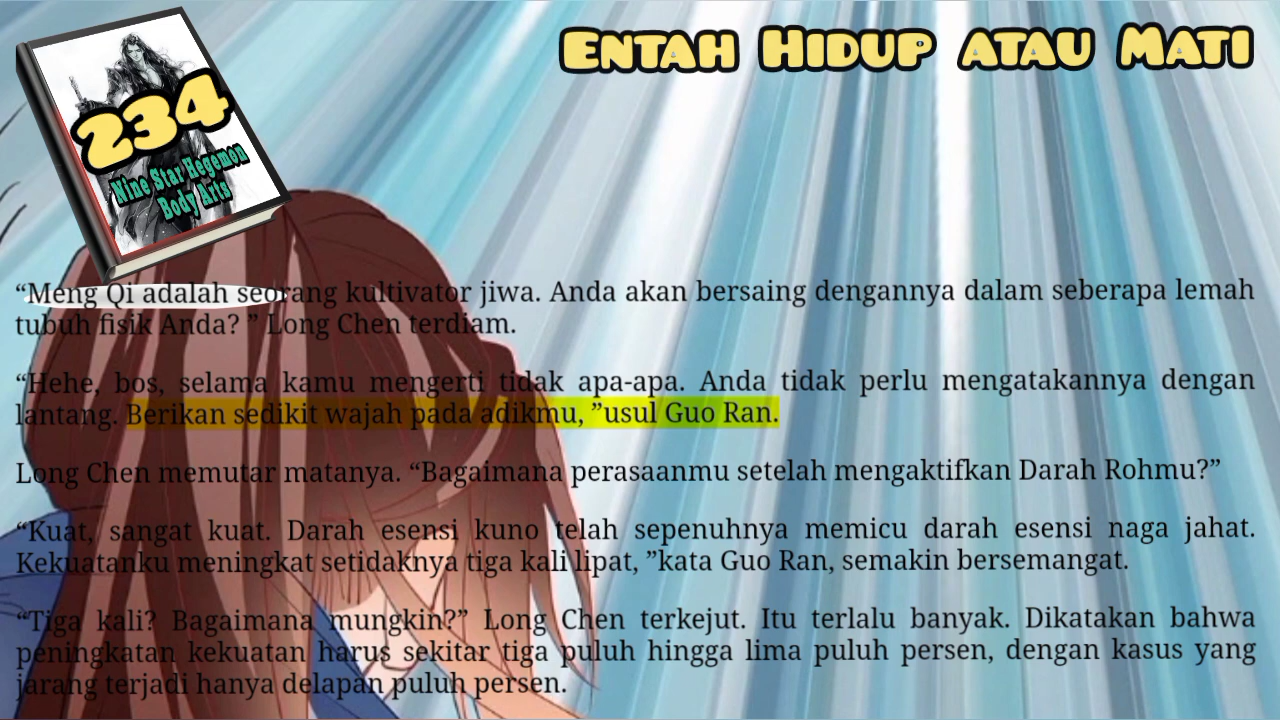 ENTAH HIDUP ATAU MATI
234
Nine Star Hegemon
Body Arts
“Meng Qi adalah seorang kultivator jiwa. Anda akan bersaing dengannya dalam seberapa lemah
tubuh fisik Anda? ” Long Chen terdiam.
“Hehe, bos, selama kamu mengerti tidak apa-apa. Anda tidak perlu mengatakannya dengan
lantang. Berikan sedikit wajah pada adikmu, ”usul Guo Ran.
Long Chen memutar matanya. “Bagaimana perasaanmu setelah mengaktifkan Darah Rohmu?”
“Kuat, sangat kuat. Darah esensi kuno telah sepenuhnya memicu darah esensi naga jahat.
Kekuatanku meningkat setidaknya tiga kali lipat, ”kata Guo Ran, semakin bersemangat.
“Tiga kali? Bagaimana mungkin?” Long Chen terkejut. Itu terlalu banyak. Dikatakan bahwa
peningkatan kekuatan harus sekitar tiga puluh hingga lima puluh persen, dengan kasus yang
jarang terjadi hanya delapan puluh persen.